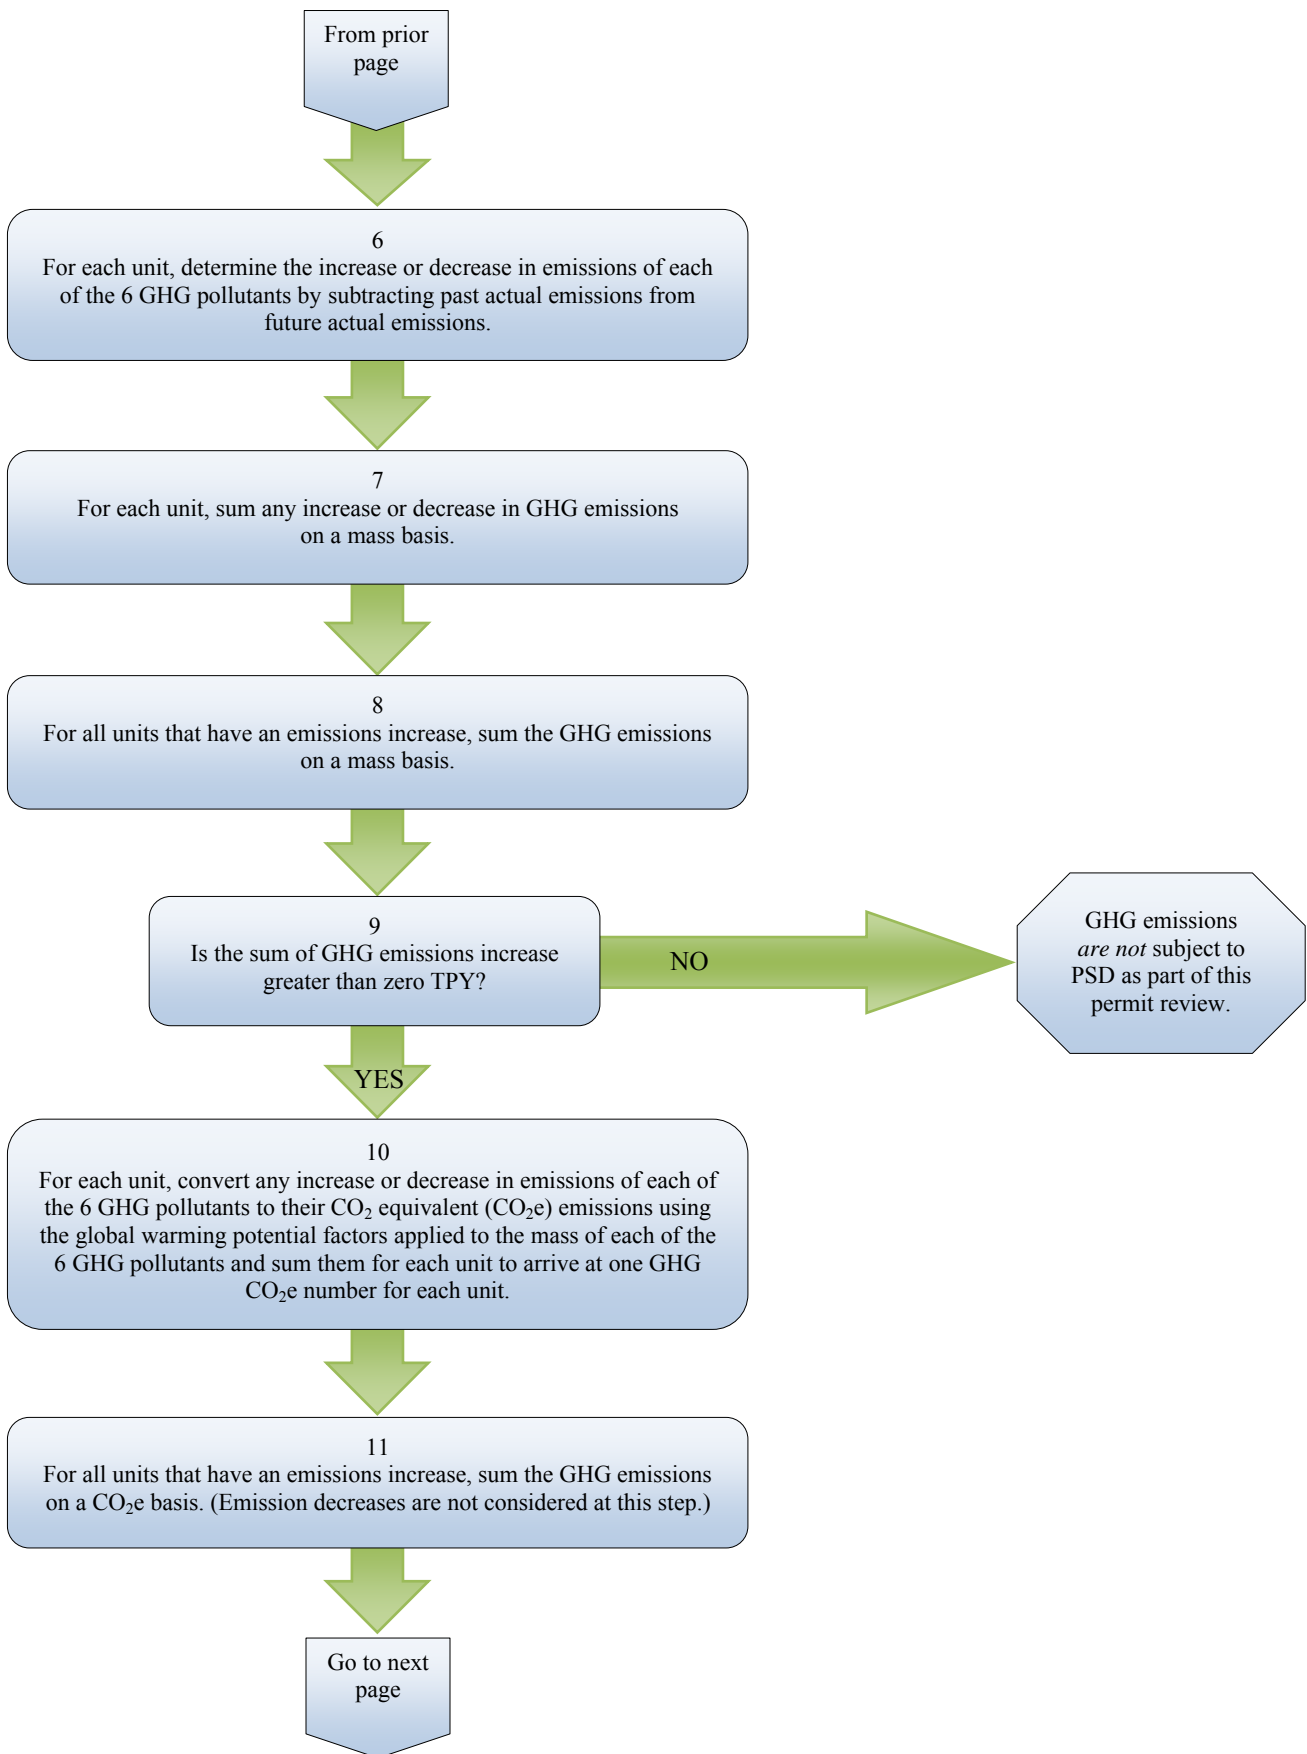 From prior
page
6
For each unit, determine the increase or decrease in emissions of each
of the 6 GHG pollutants by subtracting past actual emissions from
future actual emissions.
7
For each unit, sum any increase or decrease in GHG emissions
on a mass basis.
8
For all units that have an emissions increase, sum the GHG emissions
on a mass basis.
9
Is the sum of GHG emissions increase
greater than zero TPY?
NO
GHG emissions
are not subject to
PSD as part of this
permit review.
YES
10
For each unit, convert any increase or decrease in emissions of each of
the 6 GHG pollutants to their CO₂ equivalent (CO₂e) emissions using
the global warming potential factors applied to the mass of each of the
6 GHG pollutants and sum them for each unit to arrive at one GHG
CO₂e number for each unit.
11
For all units that have an emissions increase, sum the GHG emissions
on a CO₂e basis. (Emission decreases are not considered at this step.)
Go to next
page